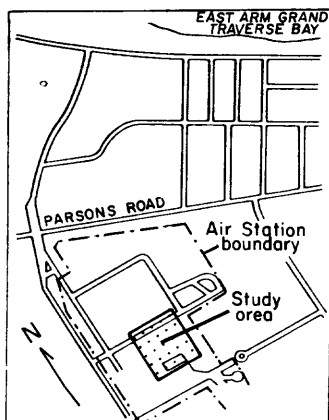 EAST ARM GRAND
TRAVERSE BAY
PARSONS ROAD
Air Station
boundary
Study
area
N